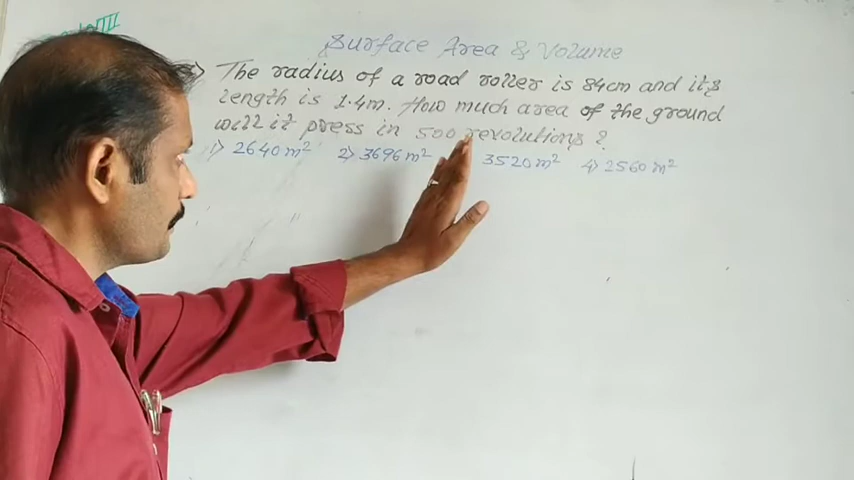 III
Surface Area & Volume
The radius of a road roller is 84cm and its
length is 1.4m. How much area of the ground
will it press in 500 revolutions ?
1) 2640 m² 2) 3696 m² 3520 m² 4) 2560 m²